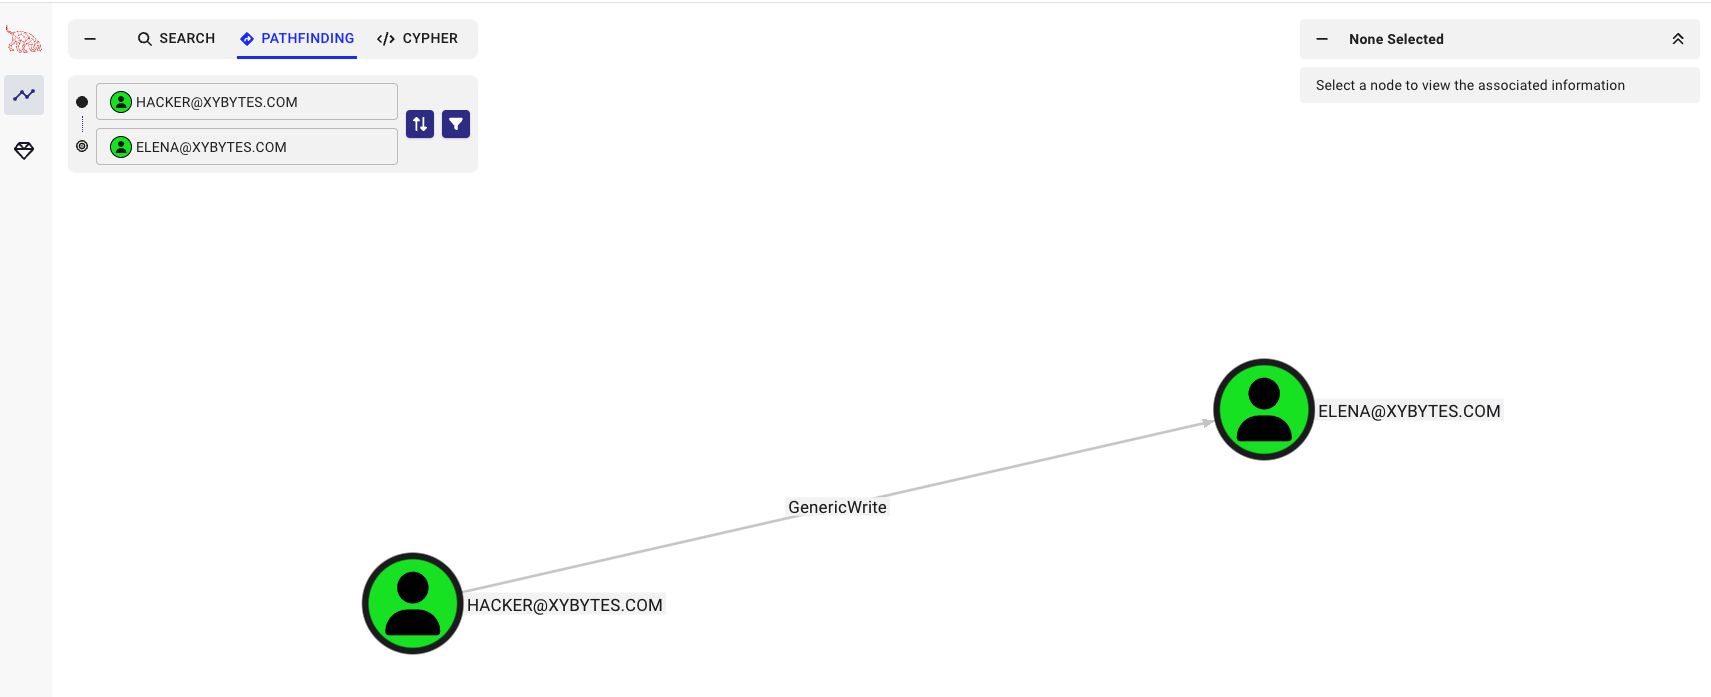 SEARCH
PATHFINDING
</> CYPHER
HACKER@XYBYTES.COM
ELENA@XYBYTES.COM
None Selected
Select a node to view the associated information
ELENA@XYBYTES.COM
GenericWrite
HACKER@XYBYTES.COM